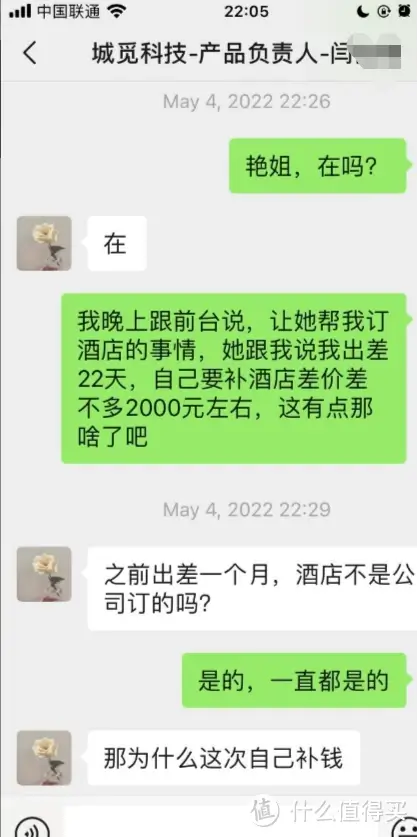 中国联通
22:05
城觅科技-产品负责人-闫
May 4, 2022 22:26
艳姐，在吗？
在
我晚上跟前台说，让她帮我订
酒店的事情，她跟我说我出差
22天，自己要补酒店差价差
不多2000元左右，这有点那
啥了吧
May 4, 2022 22:29
之前出差一个月，酒店不是公
司订的吗？
是的，一直都是的
那为什么这次自己补钱
值 什么值得买